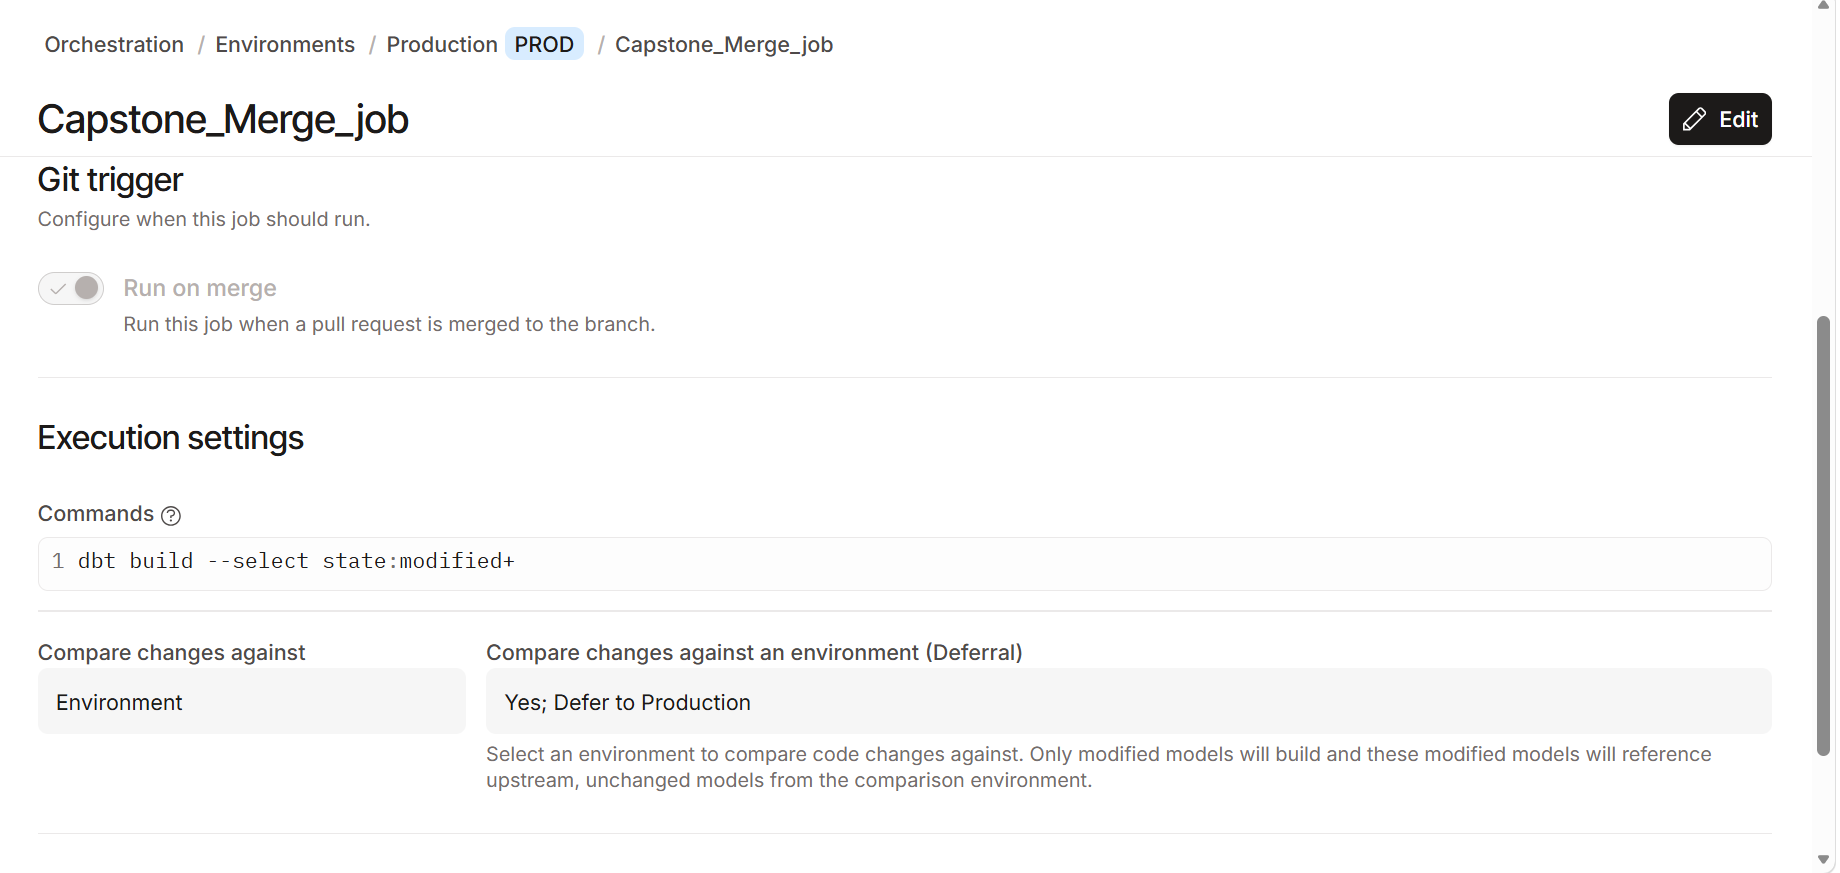 Orchestration / Environments / Production PROD / Capstone_Merge_job
Capstone_Merge_job
Edit
Git trigger
Configure when this job should run.
Run on merge
Run this job when a pull request is merged to the branch.
Execution settings
Commands ?
1 dbt build --select state:modified+
Compare changes against
Environment
Compare changes against an environment (Deferral)
Yes; Defer to Production
Select an environment to compare code changes against. Only modified models will build and these modified models will reference
upstream, unchanged models from the comparison environment.